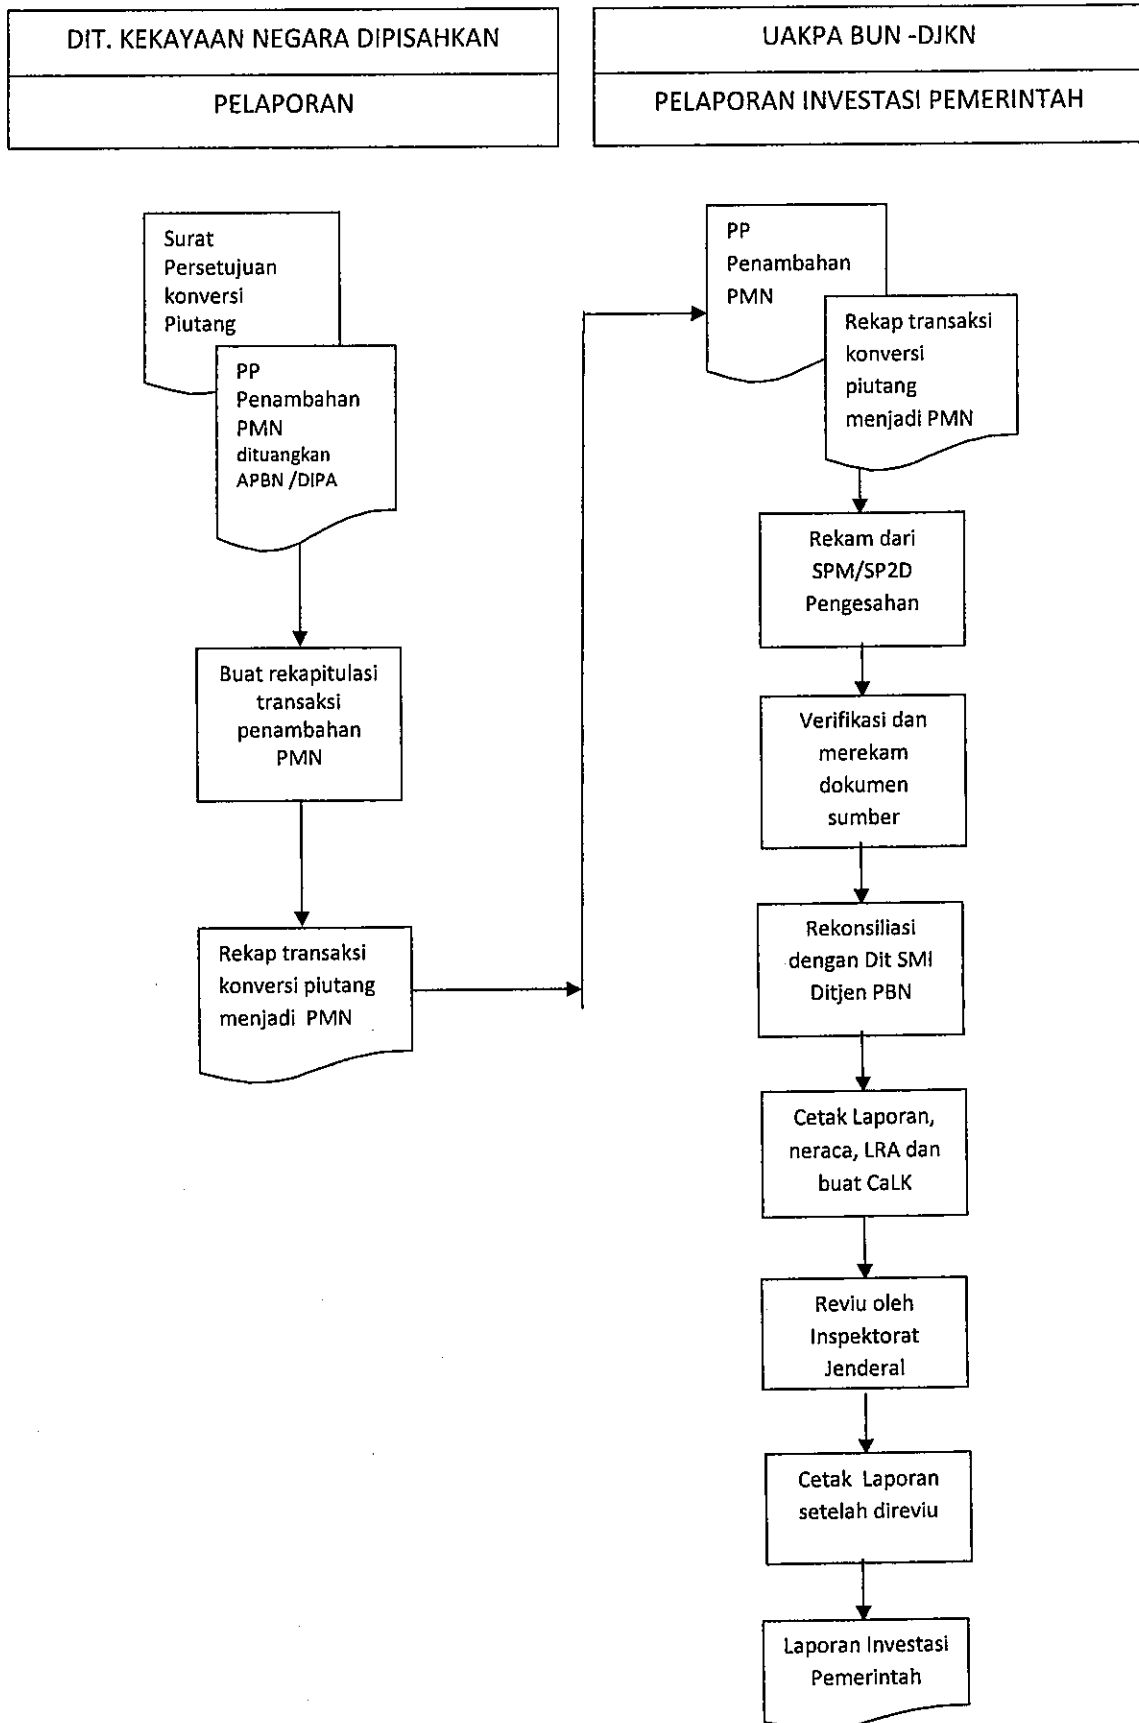 DIT. KEKAYAAN NEGARA DIPISAHKAN
PELAPORAN
UAKPA BUN -DJKN
PELAPORAN INVESTASI PEMERINTAH
Surat
Persetujuan
konversi
Piutang
PP
Penambahan
PMN
dituangkan
APBN /DIPA
Buat rekapitulasi
transaksi
penambahan
PMN
Rekap transaksi
konversi piutang
menjadi PMN
PP
Penambahan
PMN
Rekap transaksi
konversi
piutang
menjadi PMN
Rekam dari
SPM/SP2D
Pengesahan
Verifikasi dan
merekam
dokumen
sumber
Rekonsiliasi
dengan Dit SMI
Ditjen PBN
Cetak Laporan,
neraca, LRA dan
buat CaLK
Reviu oleh
Inspektorat
Jenderal
Cetak Laporan
setelah direviu
Laporan Investasi
Pemerintah